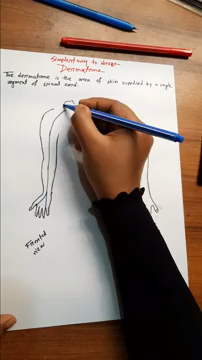 Simplest way to draw
Dermatome.
The dermatome is the area of skin supplied by a single
segment of spinal cord.
Frontal
view